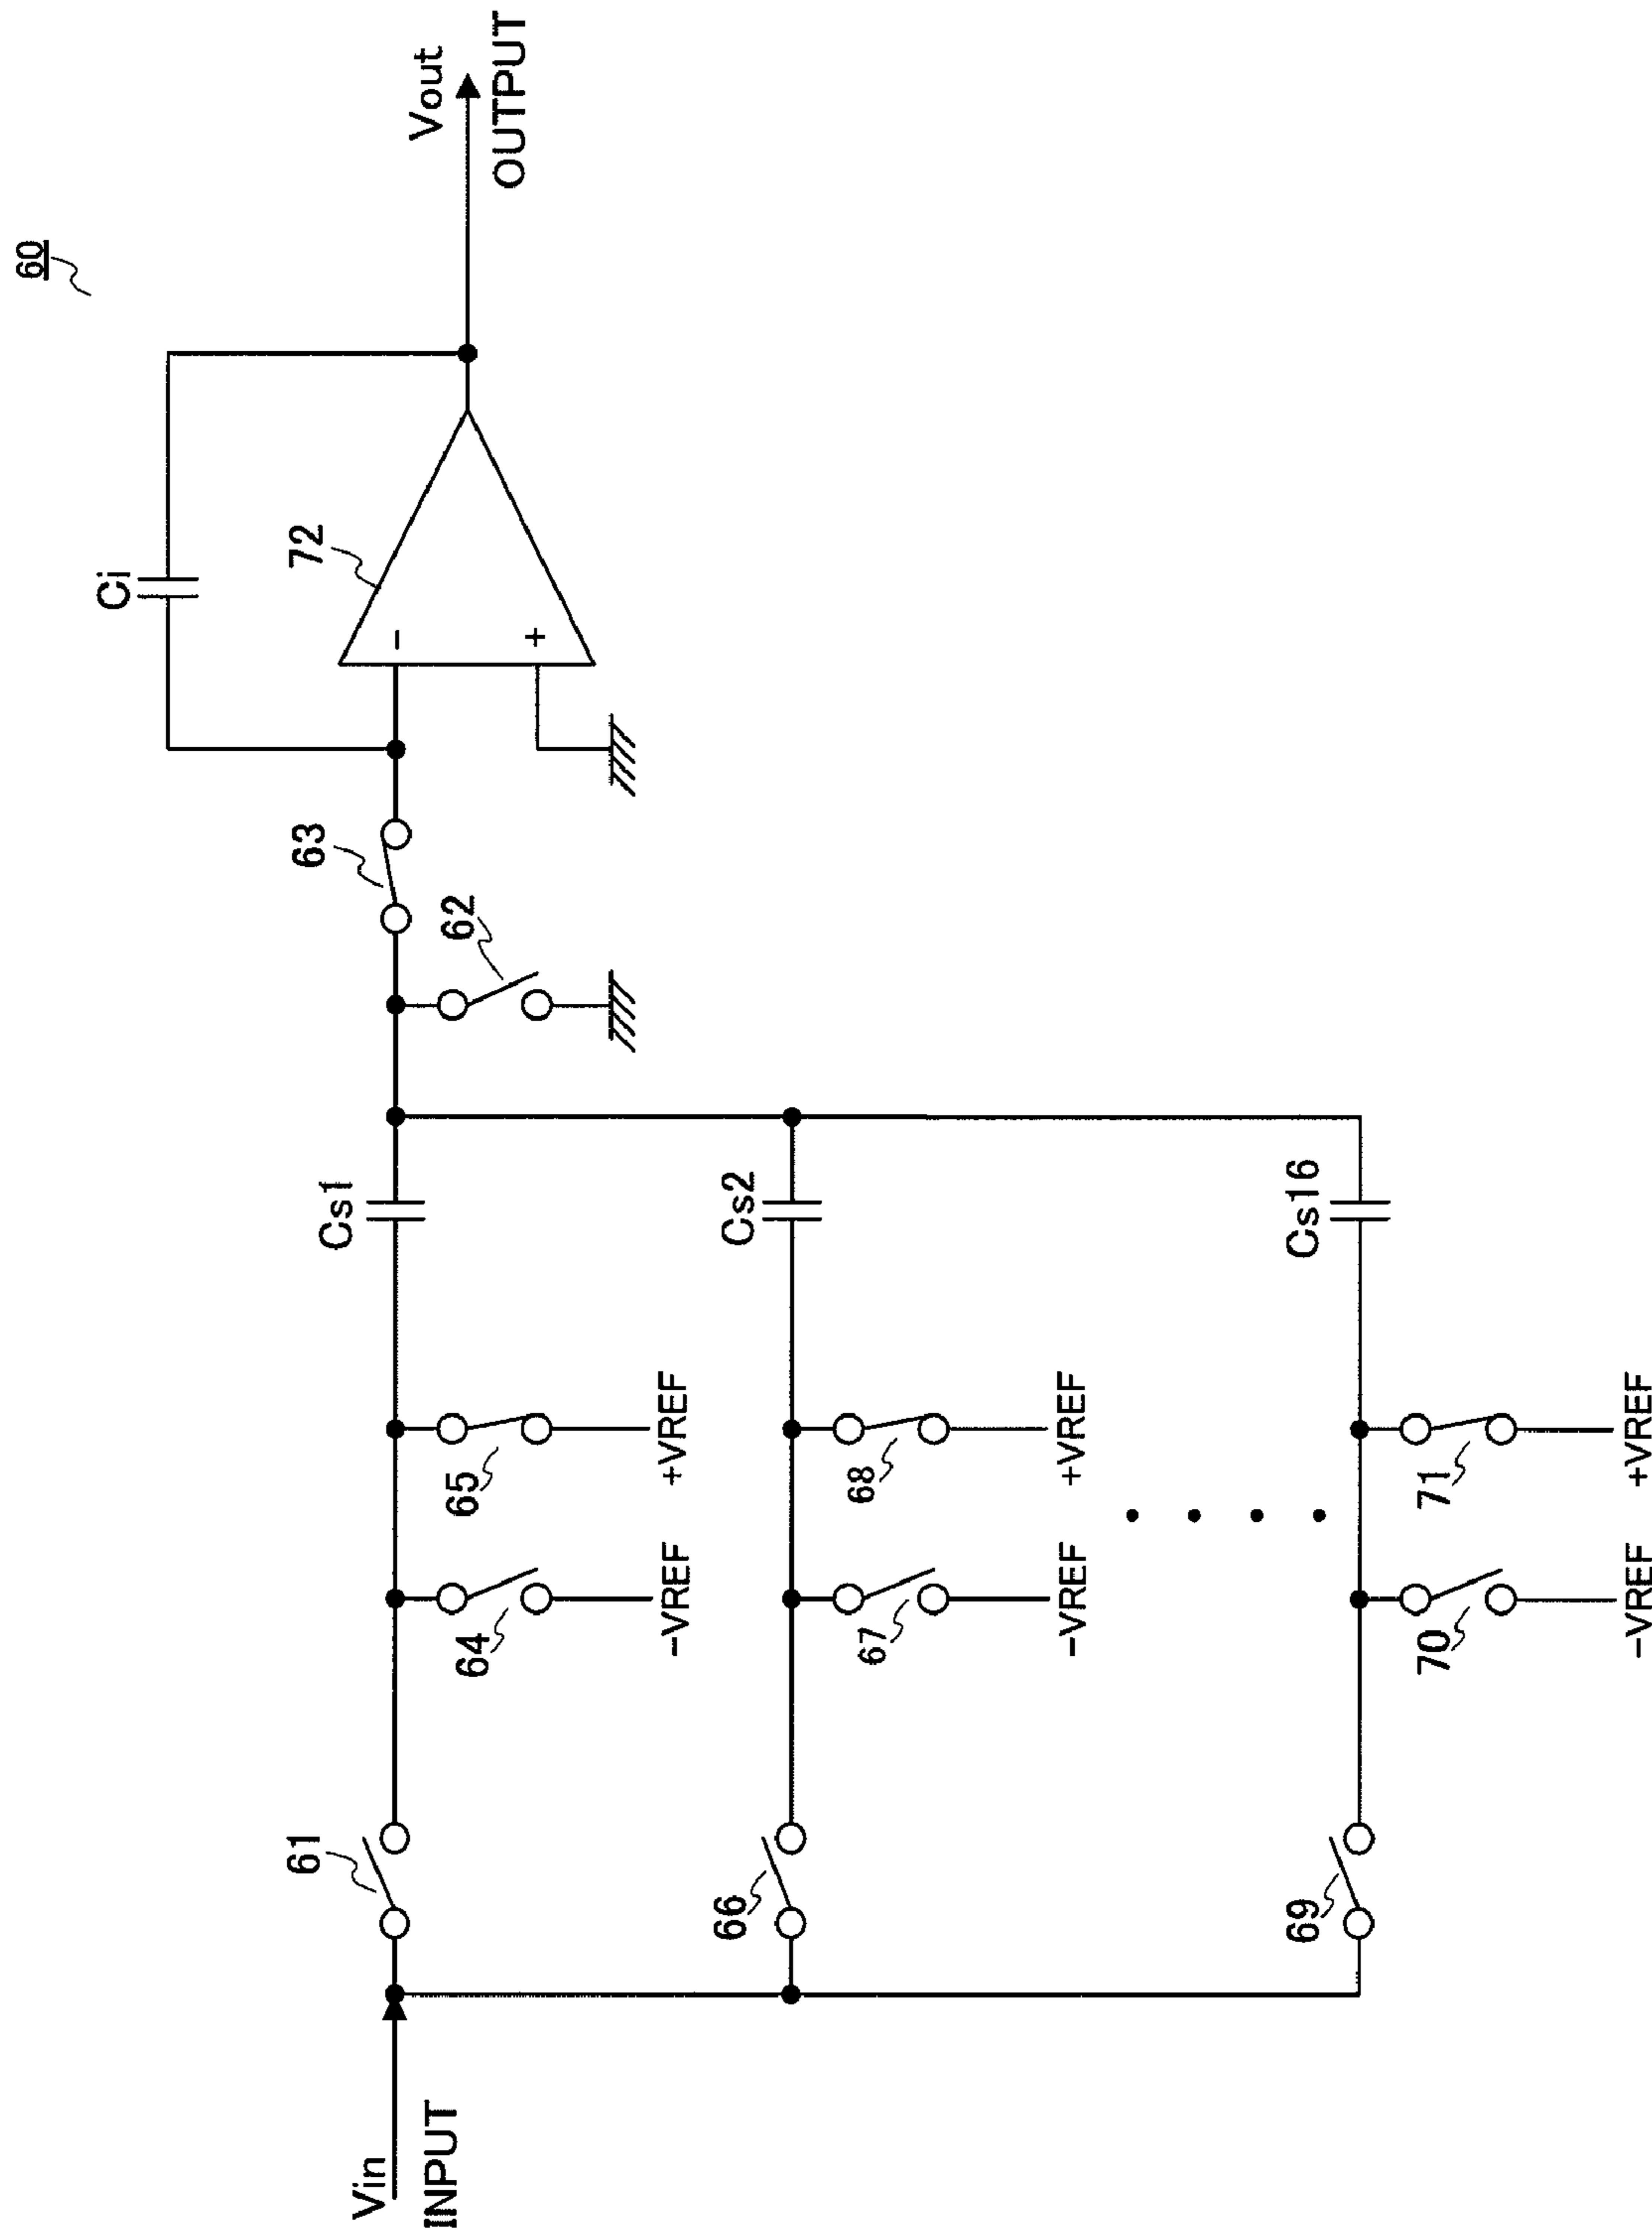 60
Ci
Vout
OUTPUT
72
-
+
63
62
Vin
INPUT
61
64
-VREF
65
+VREF
Cs1
66
67
-VREF
68
+VREF
Cs2
69
70
-VREF
71
+VREF
Cs16